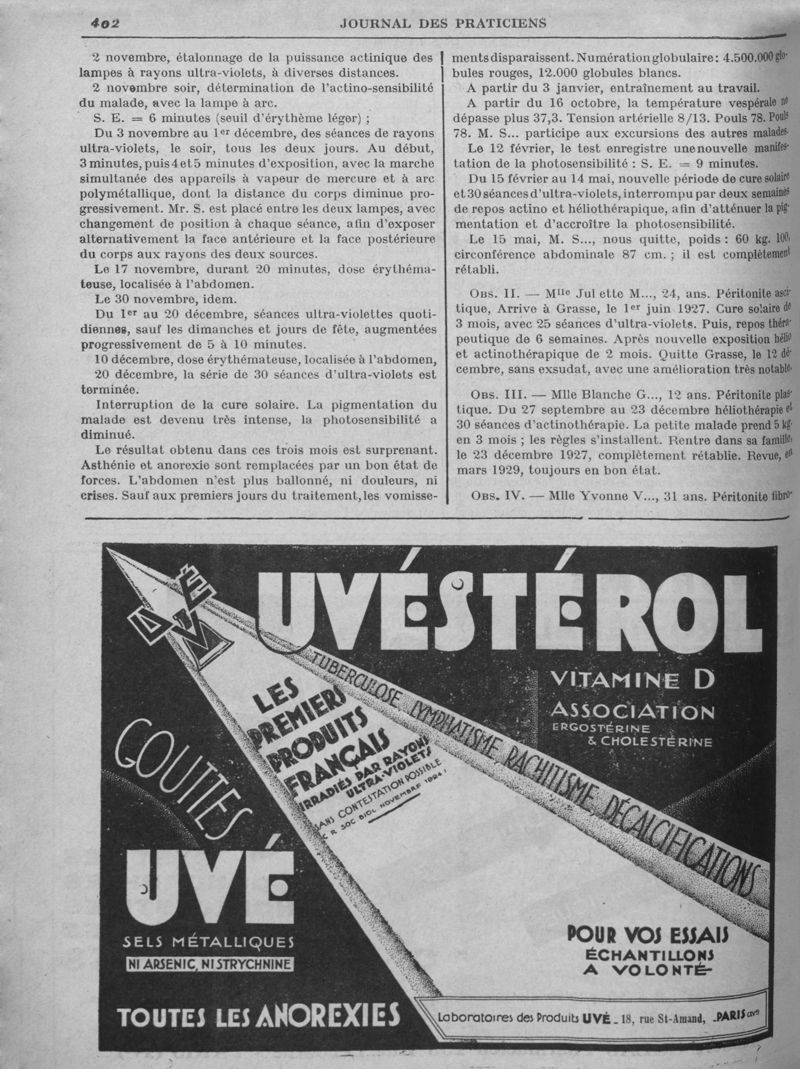 402
JOURNAL DES PRATICIENS
2 novembre, étalonnage de la puissance actinique des
lampes à rayons ultra-violets, à diverses distances.
2 novembre soir, détermination de l'actino-sensibilité
du malade, avec la lampe à arc.
S. E. = 6 minutes (seuil d'érythème léger) ;
Du 3 novembre au 1er décembre, des séances de rayons
ultra-violets, le soir, tous les deux jours. Au début,
3 minutes, puis 4 et 5 minutes d'exposition, avec la marche
simultanée des appareils à vapeur de mercure et à arc
polymétallique, dont la distance du corps diminue pro-
gressivement. Mr. S. est placé entre les deux lampes, avec
changement de position à chaque séance, afin d'exposer
alternativement la face antérieure et la face postérieure
du corps aux rayons des deux sources.
Le 17 novembre, durant 20 minutes, dose érythéma-
teuse, localisée à l'abdomen.
Le 30 novembre, idem.
Du 1er au 20 décembre, séances ultra-violettes quoti-
diennes, sauf les dimanches et jours de fête, augmentées
progressivement de 5 à 10 minutes.
10 décembre, dose érythémateuse, localisée à l'abdomen,
20 décembre, la série de 30 séances d'ultra-violets est
terminée.
Interruption de la cure solaire. La pigmentation du
malade est devenu très intense, la photosensibilité a
diminué.
Le résultat obtenu dans ces trois mois est surprenant.
Asthénie et anorexie sont remplacées par un bon état de
forces. L'abdomen n'est plus ballonné, ni douleurs, ni
crises. Sauf aux premiers jours du traitement, les vomisse-
ments disparaissent. Numération globulaire : 4.500.000 glo-
bules rouges, 12.000 globules blancs.
A partir du 3 janvier, entraînement au travail.
A partir du 16 octobre, la température vespérale ne
dépasse plus 37,3. Tension artérielle 8/13. Pouls 78. Pouls
78. M. S... participe aux excursions des autres malades.
Le 12 février, le test enregistre une nouvelle manifes-
tation de la photosensibilité : S. E. = 9 minutes.
Du 15 février au 14 mai, nouvelle période de cure solaire
et 30 séances d'ultra-violets, interrompu par deux semaines
de repos actino et héliothérapique, afin d'atténuer la pig-
mentation et d'accroître la photosensibilité.
Le 15 mai, M. S..., nous quitte, poids : 60 kg. 100,
circonférence abdominale 87 cm. ; il est complètement
rétabli.
OBS. II. — Mlle Jul ette M..., 24, ans. Péritonite asci-
tique, Arrive à Grasse, le 1er juin 1927. Cure solaire de
3 mois, avec 25 séances d'ultra-violets. Puis, repos théra-
peutique de 6 semaines. Après nouvelle exposition hélio
et actinothérapique de 2 mois. Quitte Grasse, le 12 dé-
cembre, sans exsudat, avec une amélioration très notable.
OBS. III. — Mlle Blanche G..., 12 ans. Péritonite plas-
tique. Du 27 septembre au 23 décembre héliothérapie et
30 séances d'actinothérapie. La petite malade prend 5 kg.
en 3 mois ; les règles s'installent. Rentre dans sa famille,
le 23 décembre 1927, complètement rétablie. Revue, en
mars 1929, toujours en bon état.
OBS. IV. — Mlle Yvonne V..., 31 ans. Péritonite fibro-
UVÉ
UVÉSTÉROL
VITAMINE D
ASSOCIATION
ERGOSTÉRINE
& CHOLESTÉRINE
TUBERCULOSE, LYMPHATISME, RACHITISME, DÉCALCIFICATIONS
LES
PREMIERS
PRODUITS
FRANÇAIS
IRRADIÉS PAR RAYONS
ULTRA-VIOLETS
SANS CONTESTATION POSSIBLE
C R SOC BIOL NOVEMBRE 1924
GOUTTES
UVÉ
SELS MÉTALLIQUES
NI ARSENIC, NI STRYCHNINE
TOUTES LES ANOREXIES
POUR VOS ESSAIS
ÉCHANTILLONS
A VOLONTÉ
Laboratoires des Produits UVÉ - 18, rue St-Amand, - PARIS (XVe)